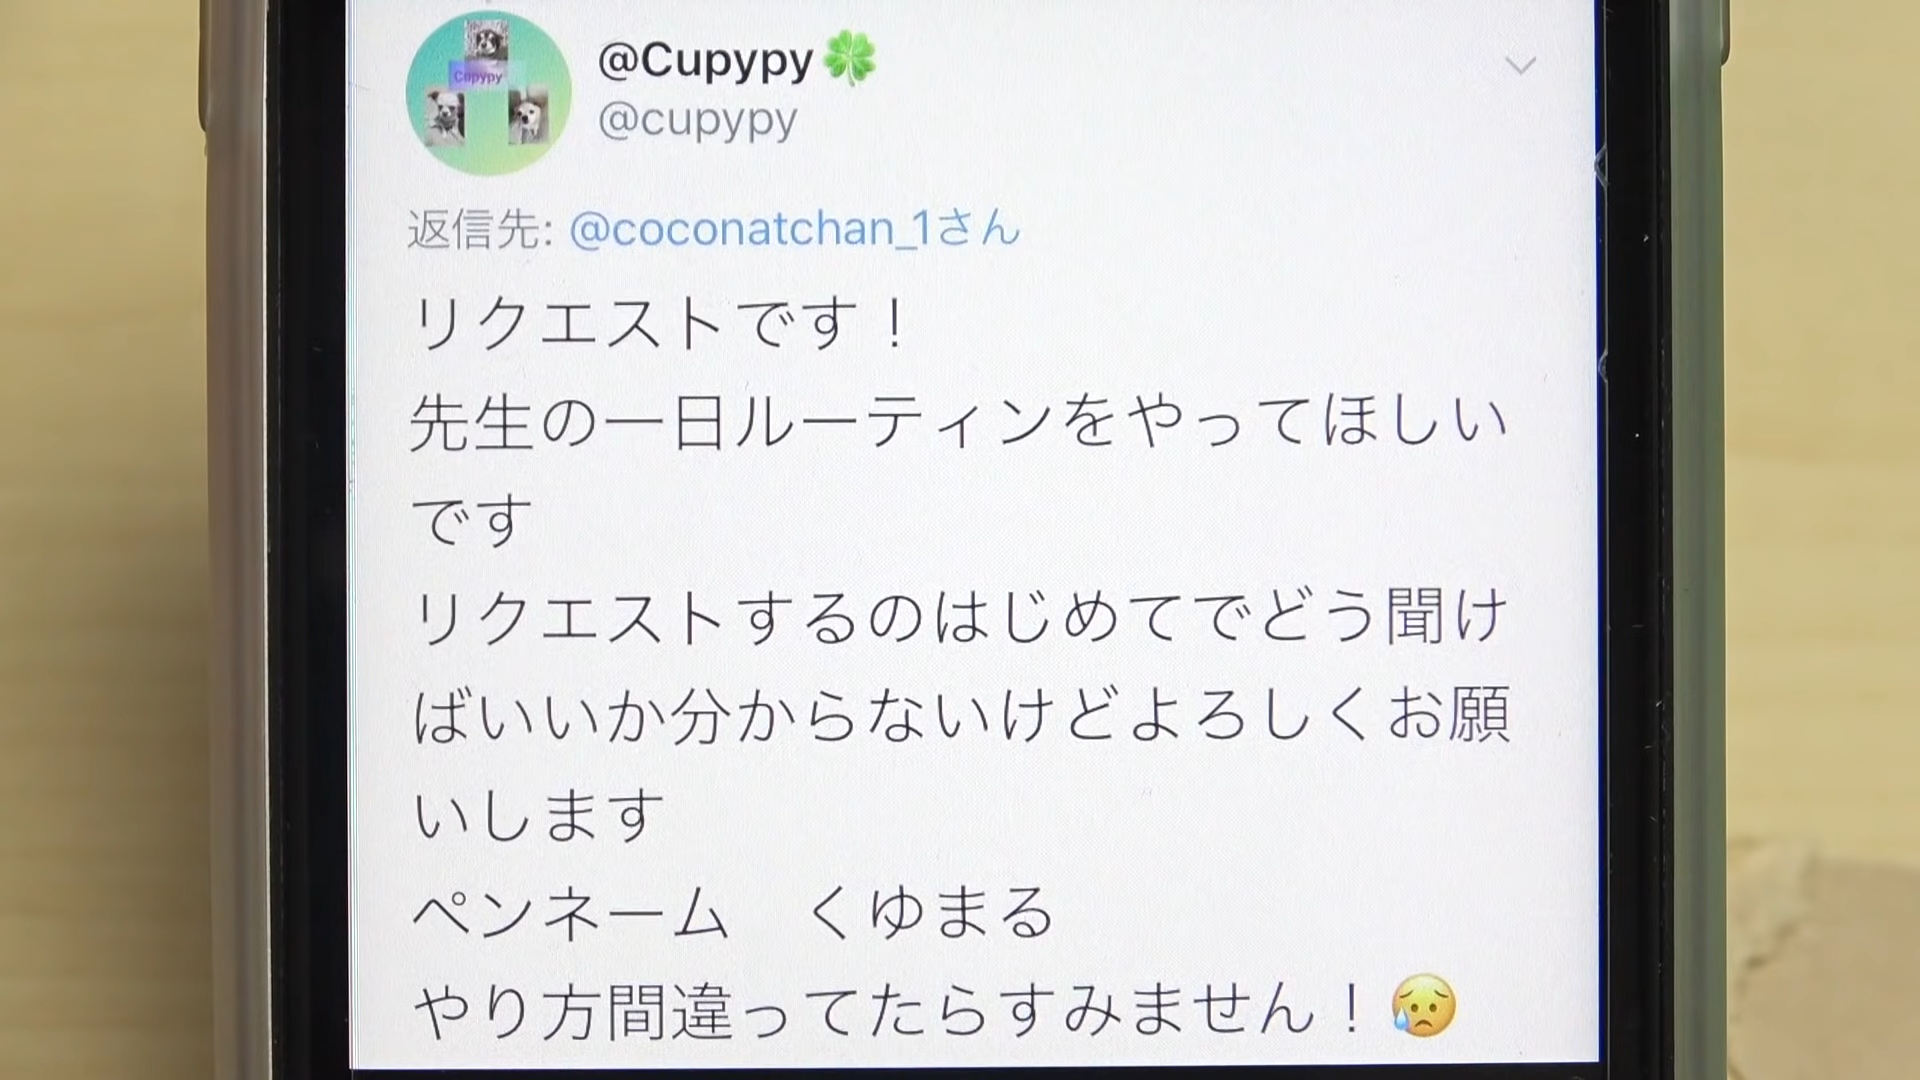 Cupypy
@Cupypy🍀
@cupypy
返信先: @coconatchan_1さん
リクエストです！
先生の一日ルーティンをやってほしい
です
リクエストするのはじめてでどう聞け
ばいいか分からないけどよろしくお願
いします
ペンネーム　くゆまる
やり方間違ってたらすみません！😥